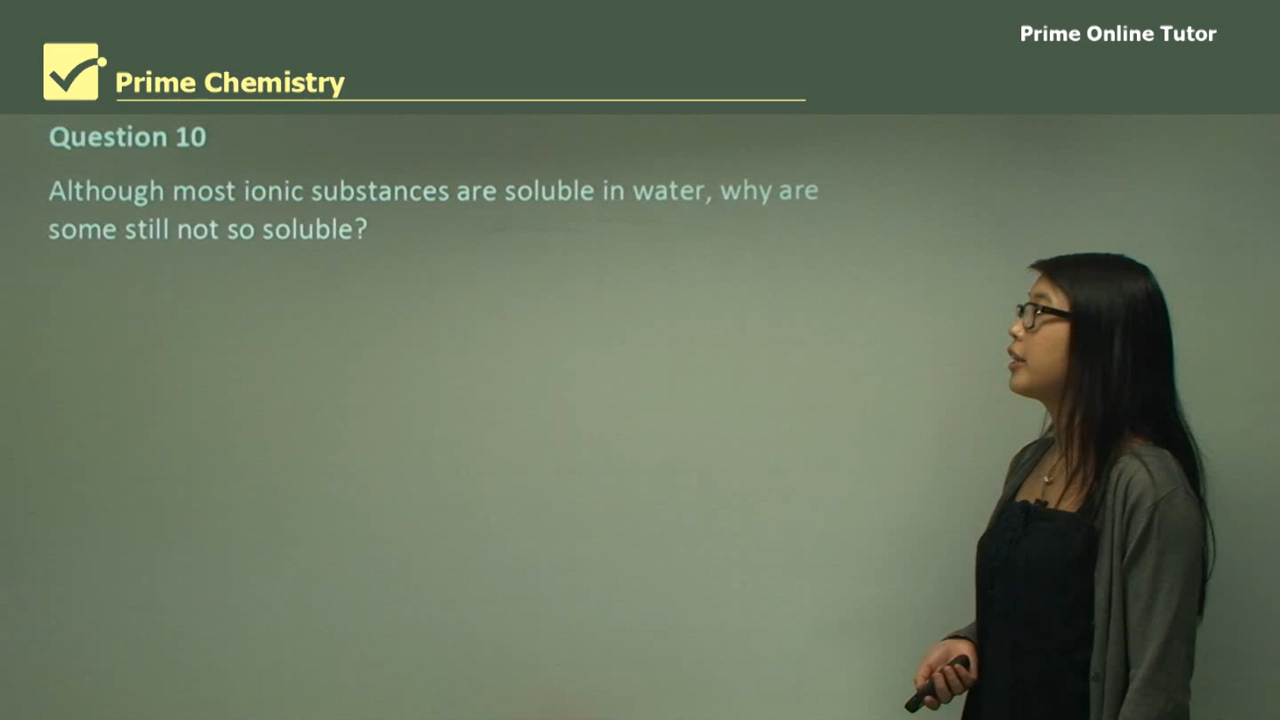 Prime Online Tutor
Prime Chemistry
Question 10
Although most ionic substances are soluble in water, why are
some still not so soluble?